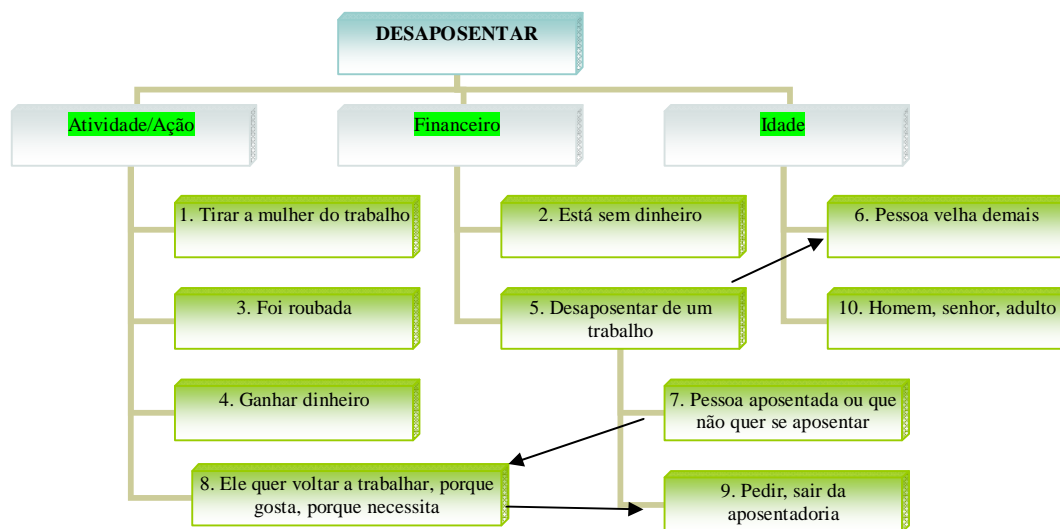 DESAPOSENTAR
Atividade/Ação
Financeiro
Idade
1. Tirar a mulher do trabalho
2. Está sem dinheiro
6. Pessoa velha demais
3. Foi roubada
5. Desaposentar de um
trabalho
10. Homem, senhor, adulto
4. Ganhar dinheiro
7. Pessoa aposentada ou que
não quer se aposentar
8. Ele quer voltar a trabalhar, porque
gosta, porque necessita
9. Pedir, sair da
aposentadoria